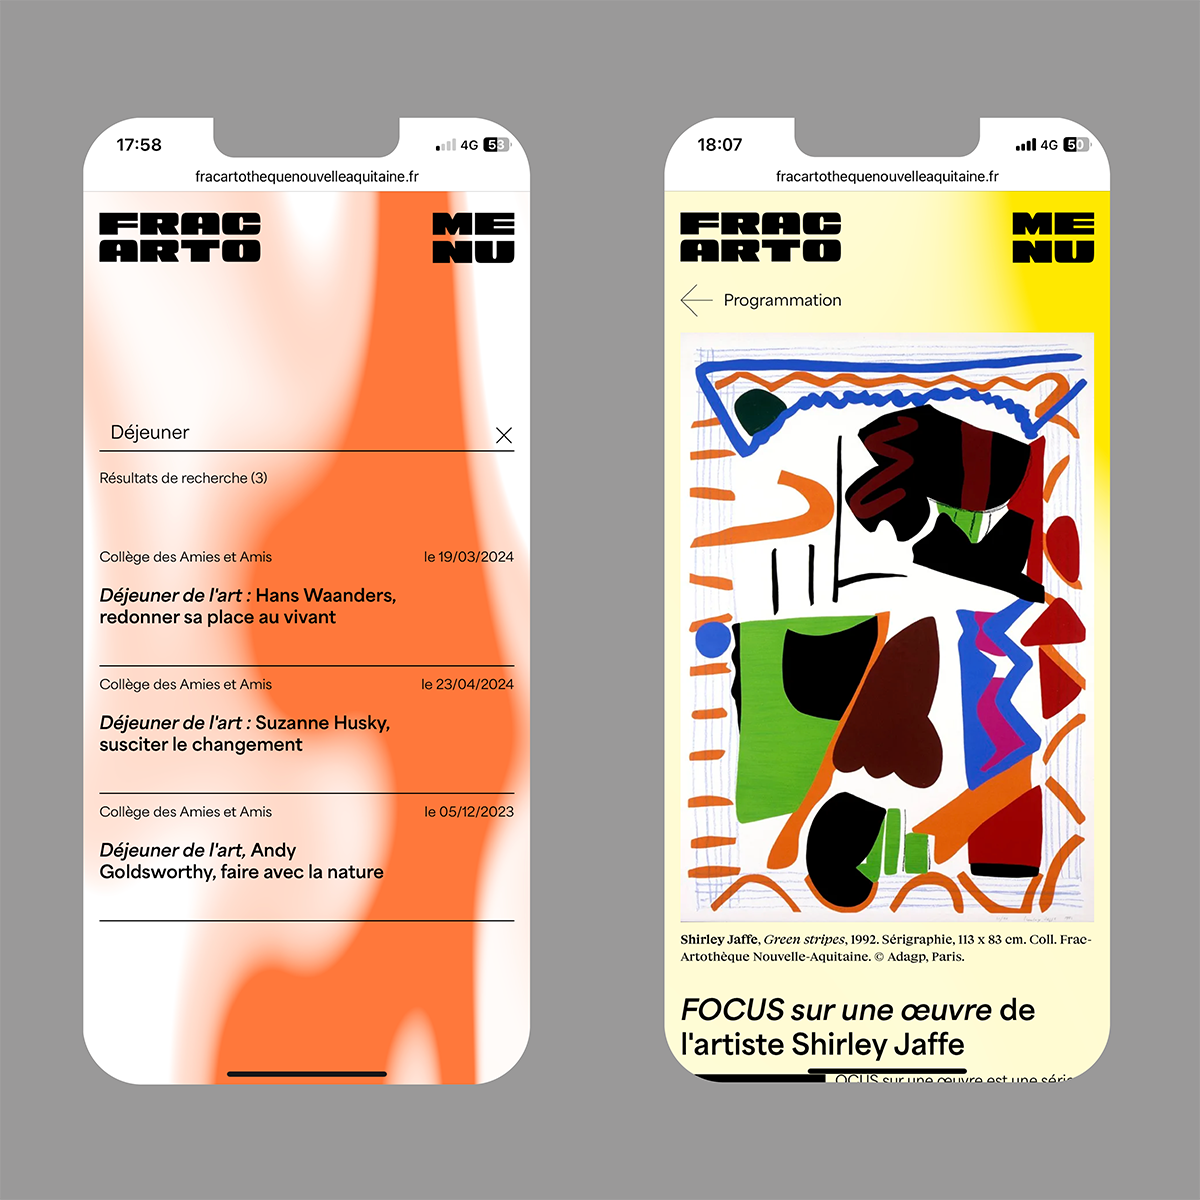 17:58
4G 53
fracartothequenouvelleaquitaine.fr
FRAC
ARTO
ME
NU
Déjeuner
Résultats de recherche (3)
Collège des Amies et Amis
le 19/03/2024
Déjeuner de l'art : Hans Waanders,
redonner sa place au vivant
Collège des Amies et Amis
le 23/04/2024
Déjeuner de l'art : Suzanne Husky,
susciter le changement
Collège des Amies et Amis
le 05/12/2023
Déjeuner de l'art, Andy
Goldsworthy, faire avec la nature
18:07
4G 50
fracartothequenouvelleaquitaine.fr
FRAC
ARTO
ME
NU
Programmation
Shirley Jaffe, Green stripes, 1992. Sérigraphie, 113 x 83 cm. Coll. Frac-
Artothèque Nouvelle-Aquitaine. © Adagp, Paris.
FOCUS sur une œuvre de
l'artiste Shirley Jaffe
OCUS sur une œuvre est une série